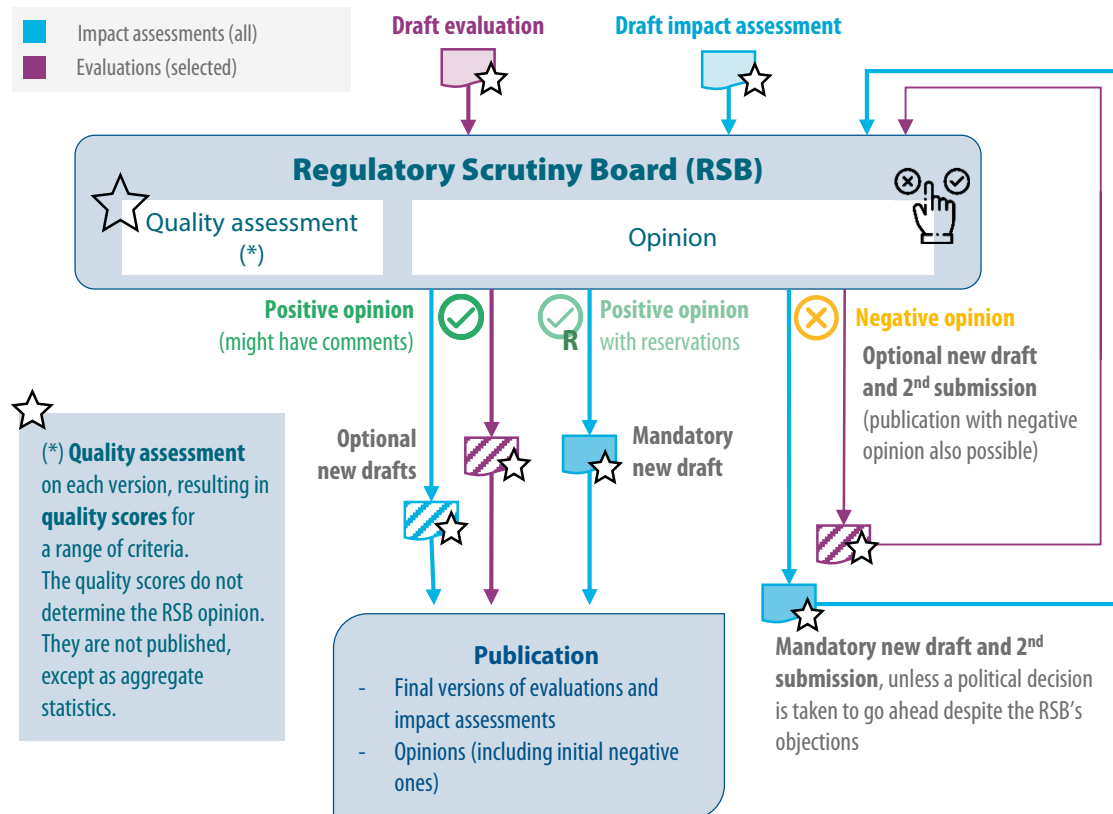 Impact assessments (all)
Evaluations (selected)
Draft evaluation
Draft impact assessment
Regulatory Scrutiny Board (RSB)
Quality assessment
(*)
Opinion
Positive opinion
(might have comments)
R
Positive opinion
with reservations
Negative opinion
Optional new draft
and 2nd submission
(publication with negative
opinion also possible)
Optional
new drafts
Mandatory
new draft
(*) Quality assessment
on each version, resulting in
quality scores for
a range of criteria.
The quality scores do not
determine the RSB opinion.
They are not published,
except as aggregate
statistics.
Mandatory new draft and 2nd
submission, unless a political decision
is taken to go ahead despite the RSB’s
objections
Publication
- Final versions of evaluations and
impact assessments
- Opinions (including initial negative
ones)